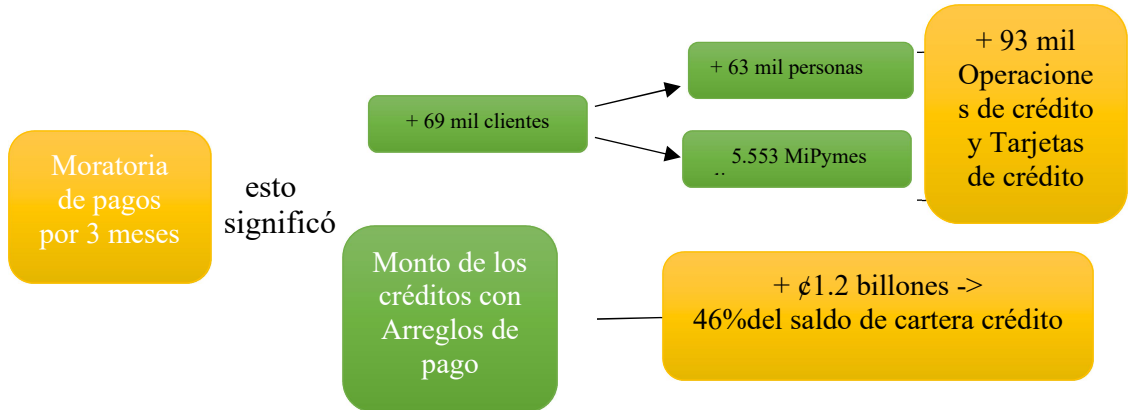 Moratoria
de pagos
por 3 meses
esto
significó
+ 69 mil clientes
+ 63 mil personas
5.553 MiPymes
+ 93 mil
Operacione
s de crédito
y Tarjetas
de crédito
Monto de los
créditos con
Arreglos de
pago
+ ₡1.2 billones ->
46%del saldo de cartera crédito